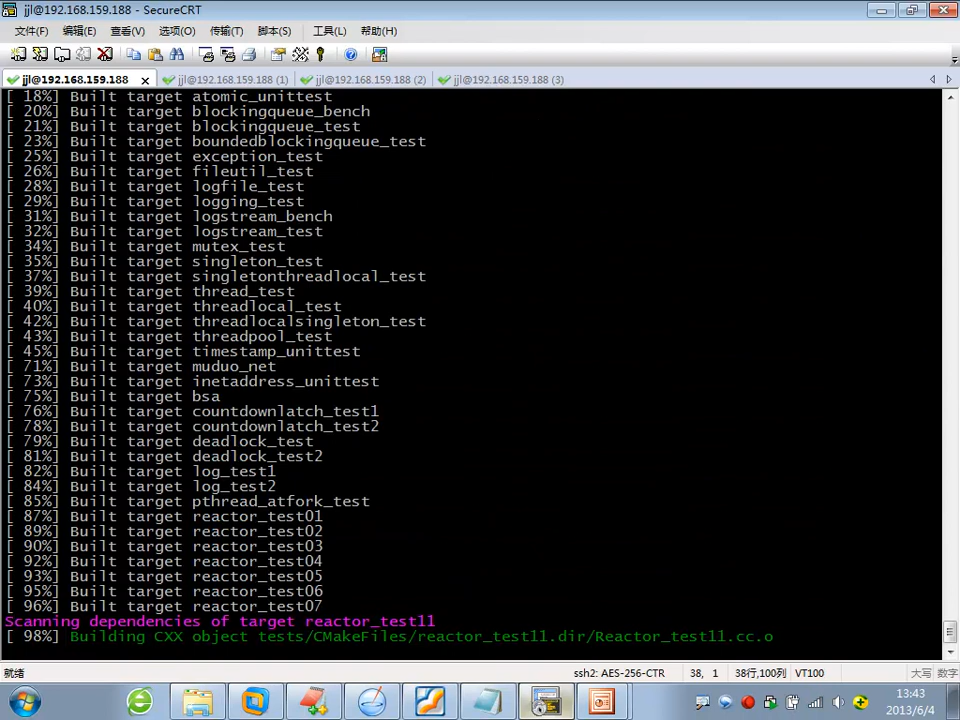 jjl@192.168.159.188 - SecureCRT
文件(F) 编辑(E) 查看(V) 选项(O) 传输(T) 脚本(S) 工具(L) 帮助(H)
jjl@192.168.159.188 jjl@192.168.159.188 (1) jjl@192.168.159.188 (2) jjl@192.168.159.188 (3)
[ 18%] Built target atomic_unittest
[ 20%] Built target blockingqueue_bench
[ 21%] Built target blockingqueue_test
[ 23%] Built target boundedblockingqueue_test
[ 25%] Built target exception_test
[ 26%] Built target fileutil_test
[ 28%] Built target logfile_test
[ 29%] Built target logging_test
[ 31%] Built target logstream_bench
[ 32%] Built target logstream_test
[ 34%] Built target mutex_test
[ 35%] Built target singleton_test
[ 37%] Built target singletonthreadlocal_test
[ 39%] Built target thread_test
[ 40%] Built target threadlocal_test
[ 42%] Built target threadlocalsingleton_test
[ 43%] Built target threadpool_test
[ 45%] Built target timestamp_unittest
[ 71%] Built target muduo_net
[ 73%] Built target inetaddress_unittest
[ 75%] Built target bsa
[ 76%] Built target countdownlatch_test1
[ 78%] Built target countdownlatch_test2
[ 79%] Built target deadlock_test
[ 81%] Built target deadlock_test2
[ 82%] Built target log_test1
[ 84%] Built target log_test2
[ 85%] Built target pthread_atfork_test
[ 87%] Built target reactor_test01
[ 89%] Built target reactor_test02
[ 90%] Built target reactor_test03
[ 92%] Built target reactor_test04
[ 93%] Built target reactor_test05
[ 95%] Built target reactor_test06
[ 96%] Built target reactor_test07
Scanning dependencies of target reactor_test11
[ 98%] Building CXX object tests/CMakeFiles/reactor_test11.dir/Reactor_test11.cc.o
就绪 ssh2: AES-256-CTR 38, 1 38行,100列 VT100 大写 数字
13:43
2013/6/4